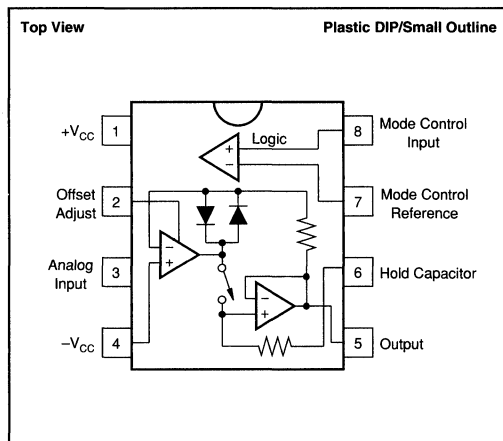 Top View
Plastic DIP/Small Outline
+VCC
1
8
Mode Control
Input
Logic
+
−
Offset
Adjust
2
7
Mode Control
Reference
−
+
Analog
Input
3
6
Hold Capacitor
−
+
−VCC
4
5
Output